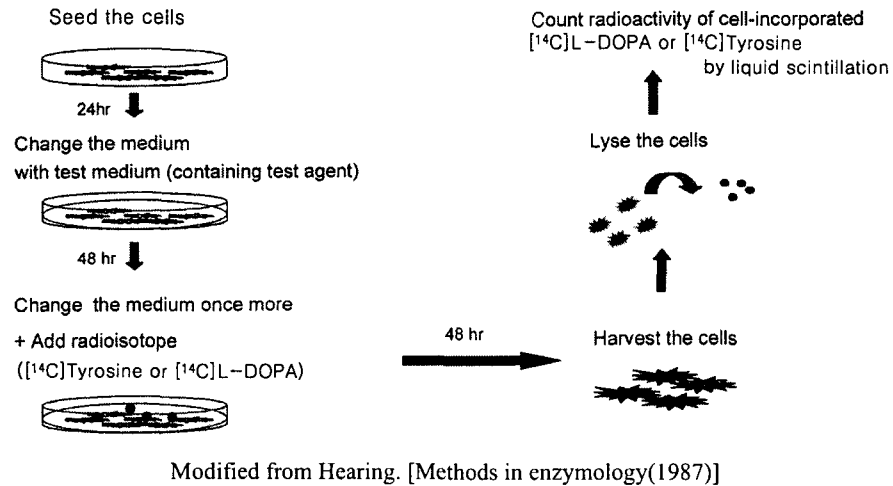 Seed the cells
24hr
Change the medium
with test medium (containing test agent)
48 hr
Change the medium once more
+ Add radioisotope
([¹⁴C]Tyrosine or [¹⁴C]L-DOPA)
48 hr
Harvest the cells
Lyse the cells
Count radioactivity of cell-incorporated
[¹⁴C]L-DOPA or [¹⁴C]Tyrosine
by liquid scintillation
Modified from Hearing. [Methods in enzymology(1987)]